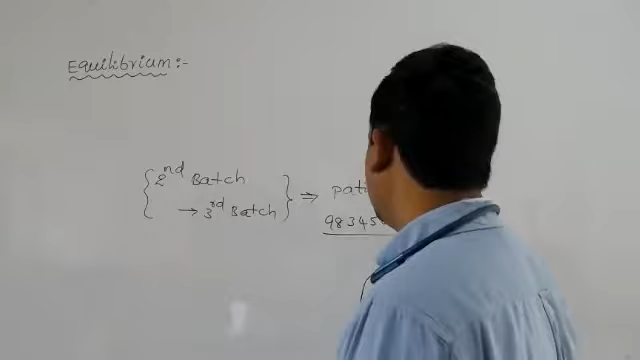 Equilibrium :-
{ 2nd Batch
→ 3rd Batch } ⇒